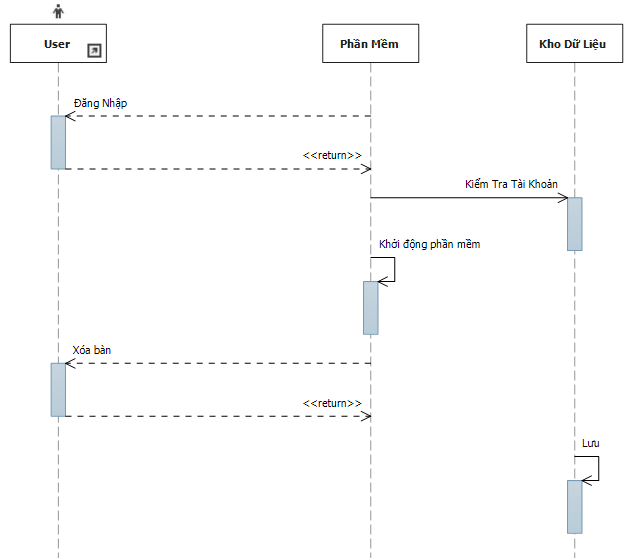 User
Phần Mềm
Kho Dữ Liệu
Đăng Nhập
<<return>>
Kiểm Tra Tài Khoản
Khởi động phần mềm
Xóa bàn
<<return>>
Lưu